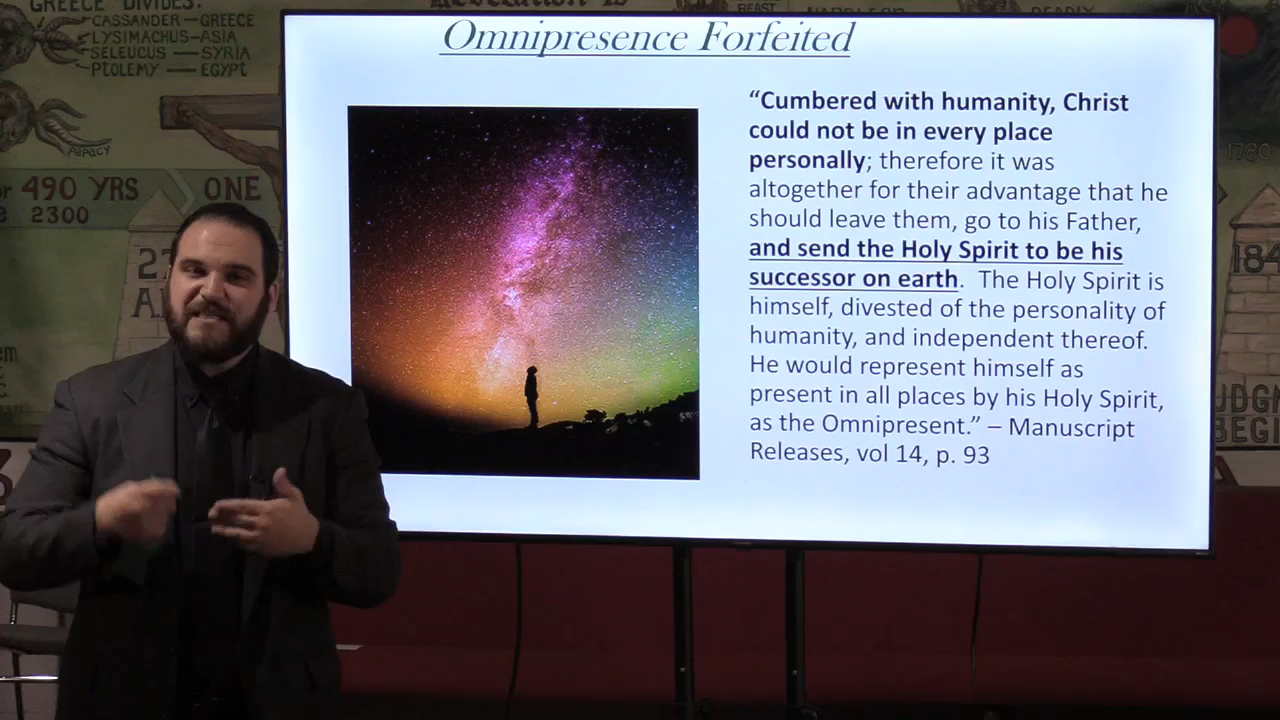 GREECE DIVIDES:
CASSANDER — GREECE
LYSIMACHUS-ASIA
SELEUCUS — SYRIA
PTOLEMY — EGYPT
PAPACY
490 YRS
ONE
2300
BEAST
Omnipresence Forfeited
“Cumbered with humanity, Christ
could not be in every place
personally; therefore it was
altogether for their advantage that he
should leave them, go to his Father,
and send the Holy Spirit to be his
successor on earth. The Holy Spirit is
himself, divested of the personality of
humanity, and independent thereof.
He would represent himself as
present in all places by his Holy Spirit,
as the Omnipresent.” – Manuscript
Releases, vol 14, p. 93
1780
184
UDG
BEGI